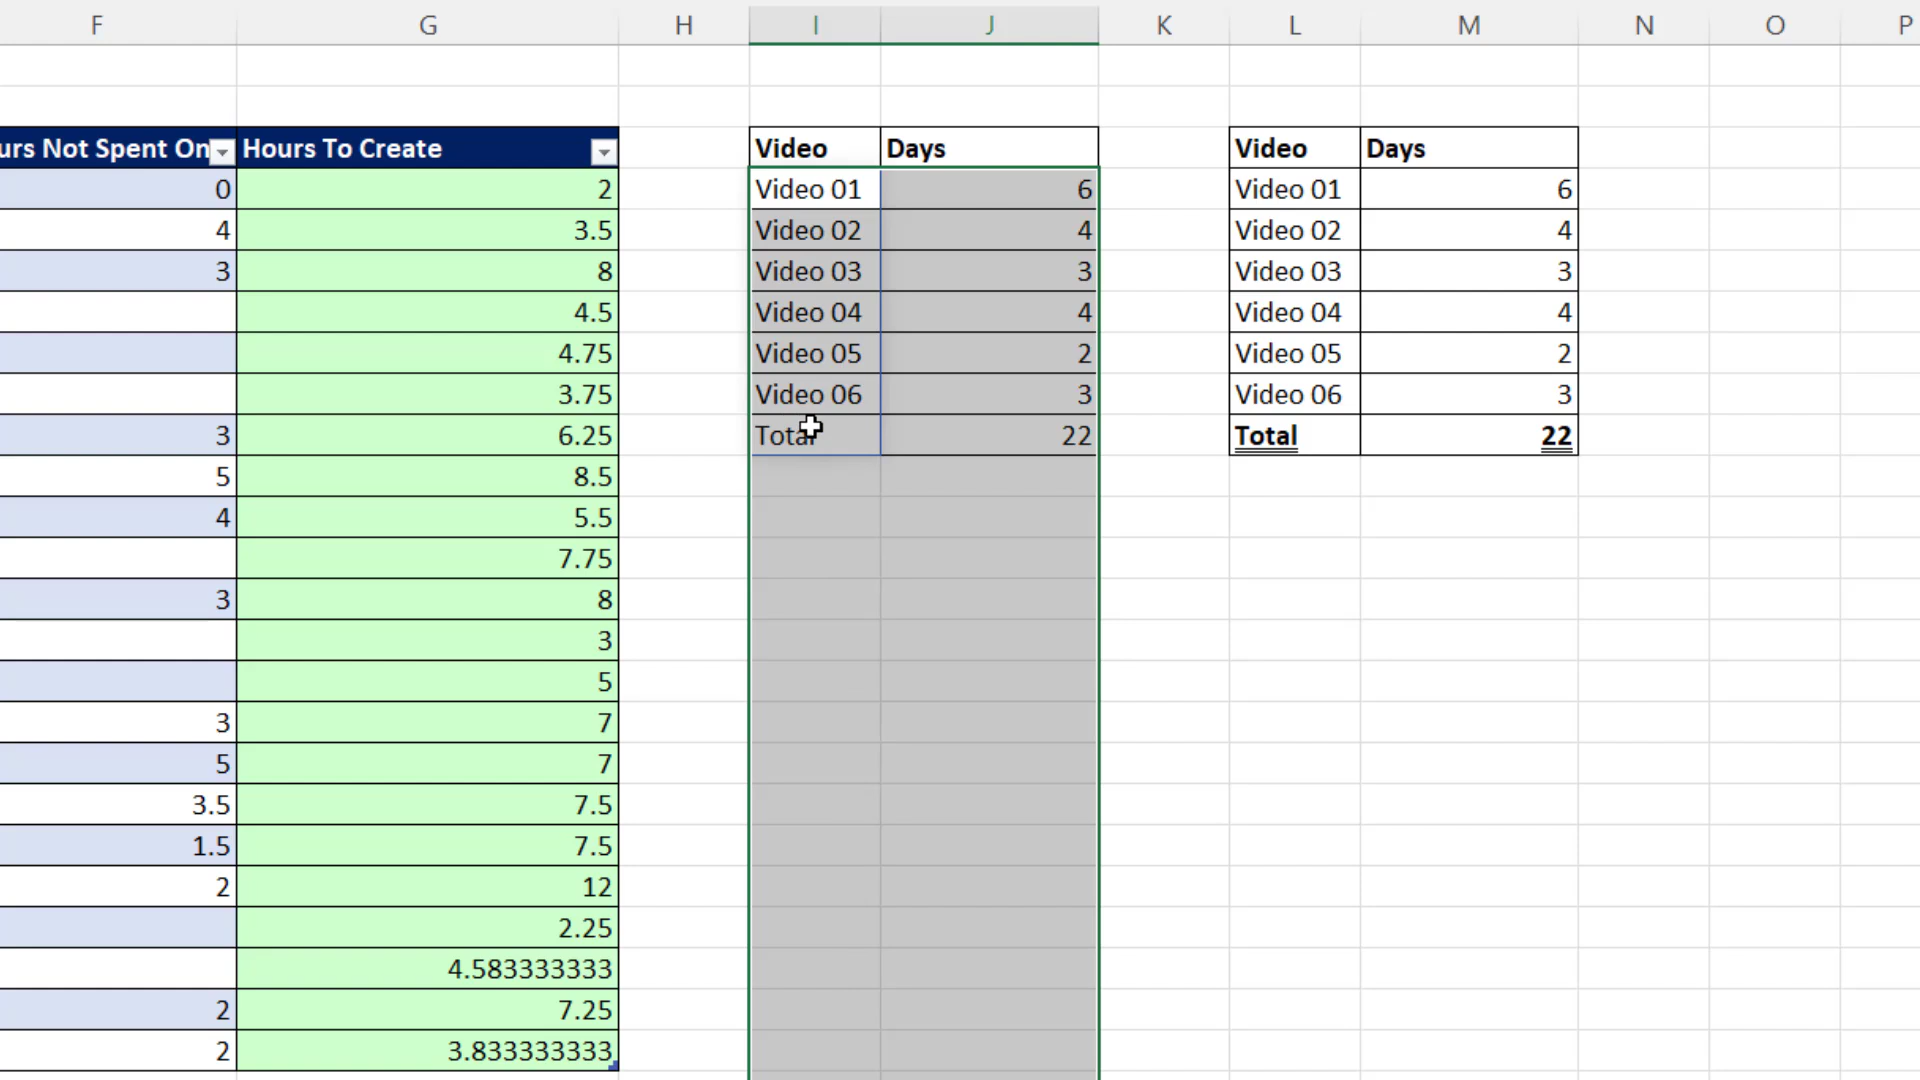 F G H I J K L M N O P
urs Not Spent On Hours To Create Video Days Video Days
0 2 Video 01 6 Video 01 6
4 3.5 Video 02 4 Video 02 4
3 8 Video 03 3 Video 03 3
4.5 Video 04 4 Video 04 4
4.75 Video 05 2 Video 05 2
3.75 Video 06 3 Video 06 3
3 6.25 Total 22 Total 22
5 8.5
4 5.5
7.75
3 8
3
5
3 7
5 7
3.5 7.5
1.5 7.5
2 12
2.25
4.583333333
2 7.25
2 3.833333333